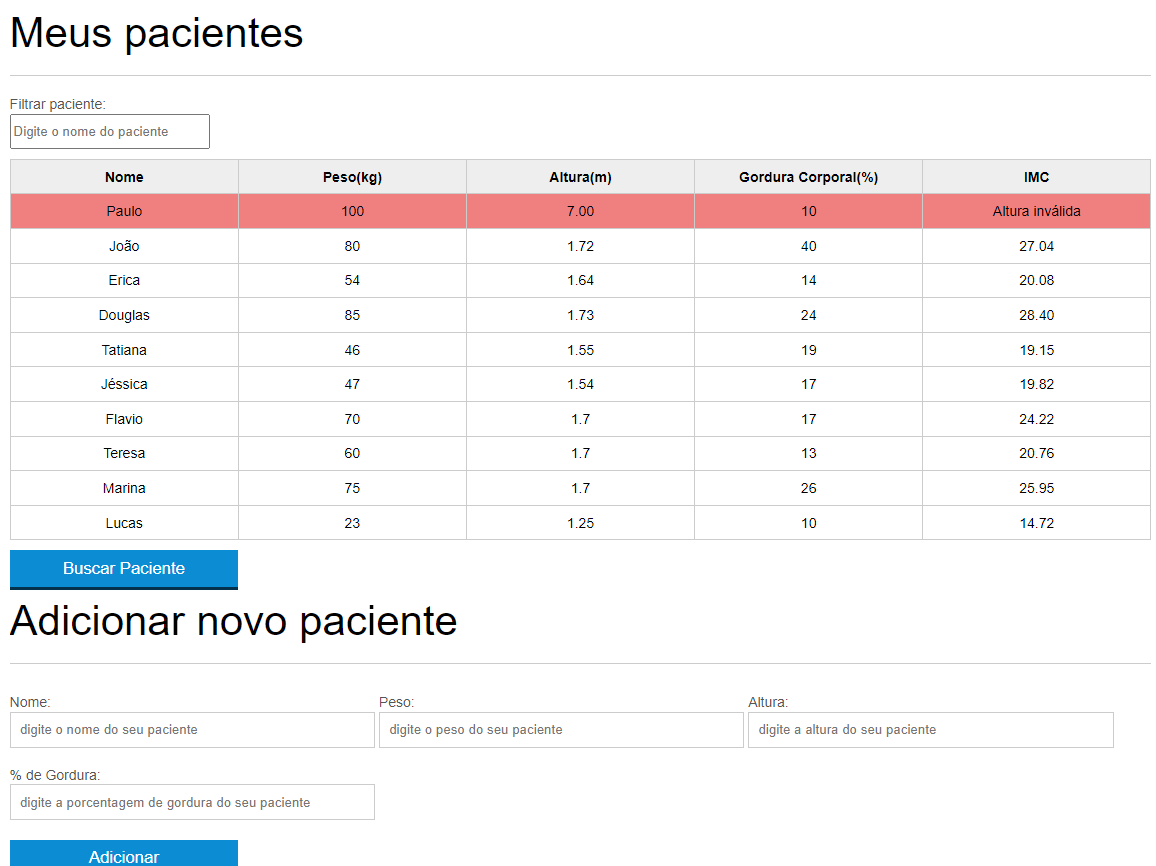 Meus pacientes
Filtrar paciente:
Digite o nome do paciente
Nome Peso(kg) Altura(m) Gordura Corporal(%) IMC
Paulo 100 7.00 10 Altura inválida
João 80 1.72 40 27.04
Erica 54 1.64 14 20.08
Douglas 85 1.73 24 28.40
Tatiana 46 1.55 19 19.15
Jéssica 47 1.54 17 19.82
Flavio 70 1.7 17 24.22
Teresa 60 1.7 13 20.76
Marina 75 1.7 26 25.95
Lucas 23 1.25 10 14.72
Buscar Paciente
Adicionar novo paciente
Nome: Peso: Altura:
digite o nome do seu paciente digite o peso do seu paciente digite a altura do seu paciente
% de Gordura:
digite a porcentagem de gordura do seu paciente
Adicionar